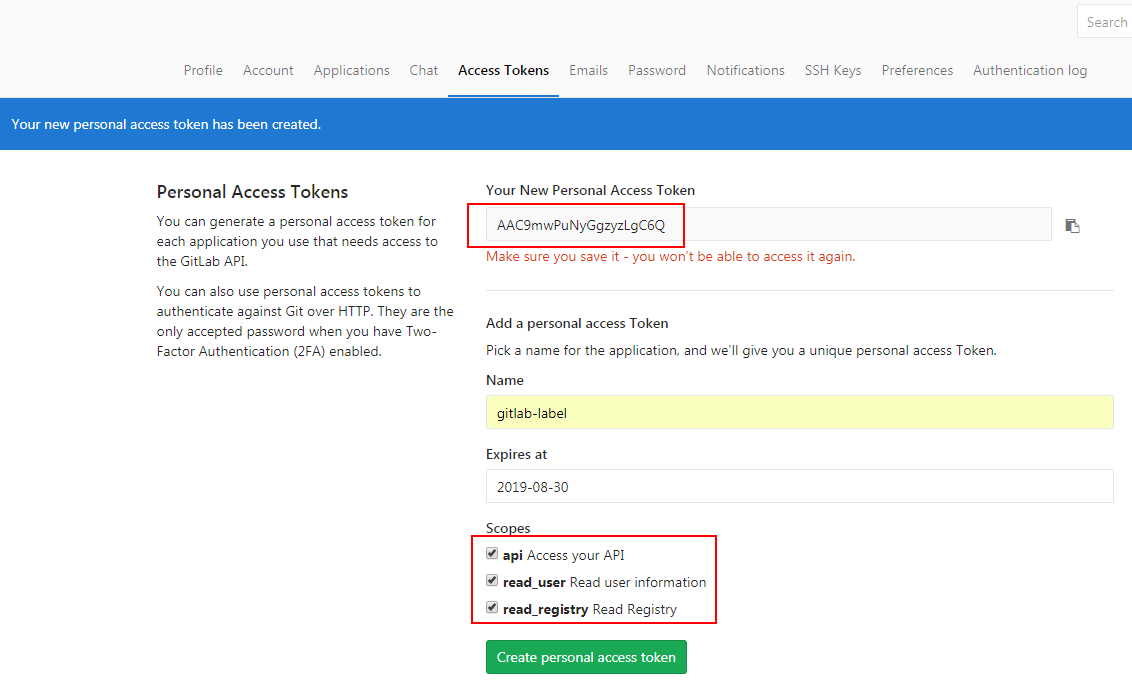 Search
Profile Account Applications Chat Access Tokens Emails Password Notifications SSH Keys Preferences Authentication log
Your new personal access token has been created.
Personal Access Tokens
You can generate a personal access token for
each application you use that needs access to
the GitLab API.
You can also use personal access tokens to
authenticate against Git over HTTP. They are the
only accepted password when you have Two-
Factor Authentication (2FA) enabled.
Your New Personal Access Token
AAC9mwPuNyGgzyzLgC6Q
Make sure you save it - you won't be able to access it again.
Add a personal access Token
Pick a name for the application, and we'll give you a unique personal access Token.
Name
gitlab-label
Expires at
2019-08-30
Scopes
api Access your API
read_user Read user information
read_registry Read Registry
Create personal access token